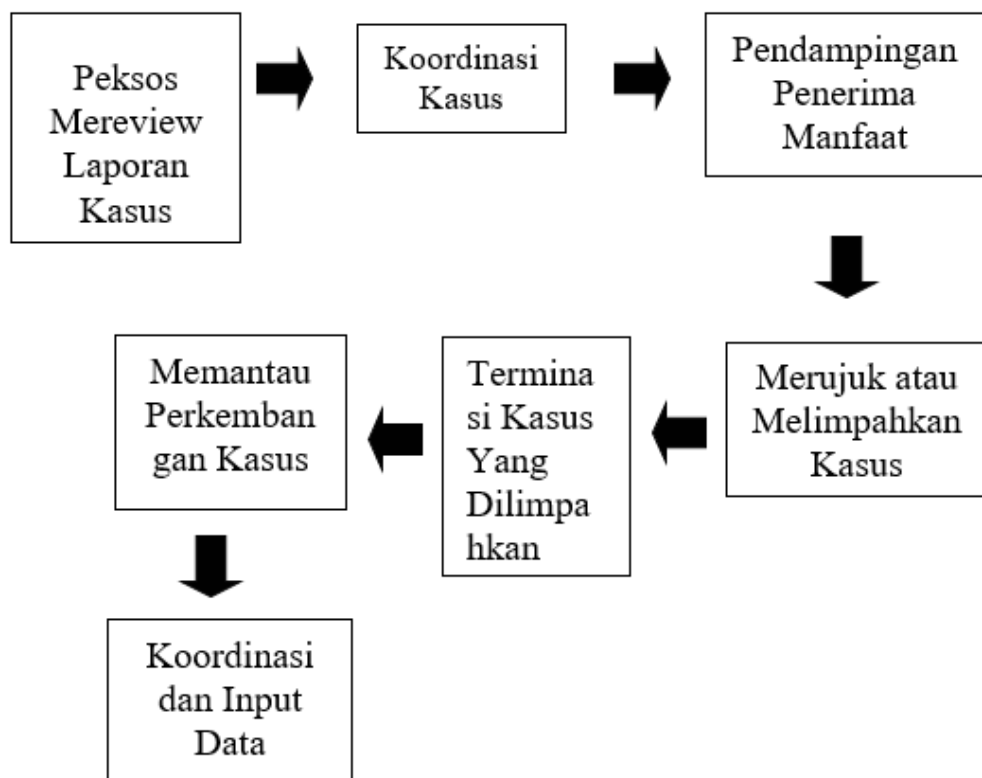 Peksos
Mereview
Laporan
Kasus
Koordinasi
Kasus
Pendampingan
Penerima
Manfaat
Merujuk atau
Melimpahkan
Kasus
Termina
si Kasus
Yang
Dilimpa
hkan
Memantau
Perkemban
gan Kasus
Koordinasi
dan Input
Data